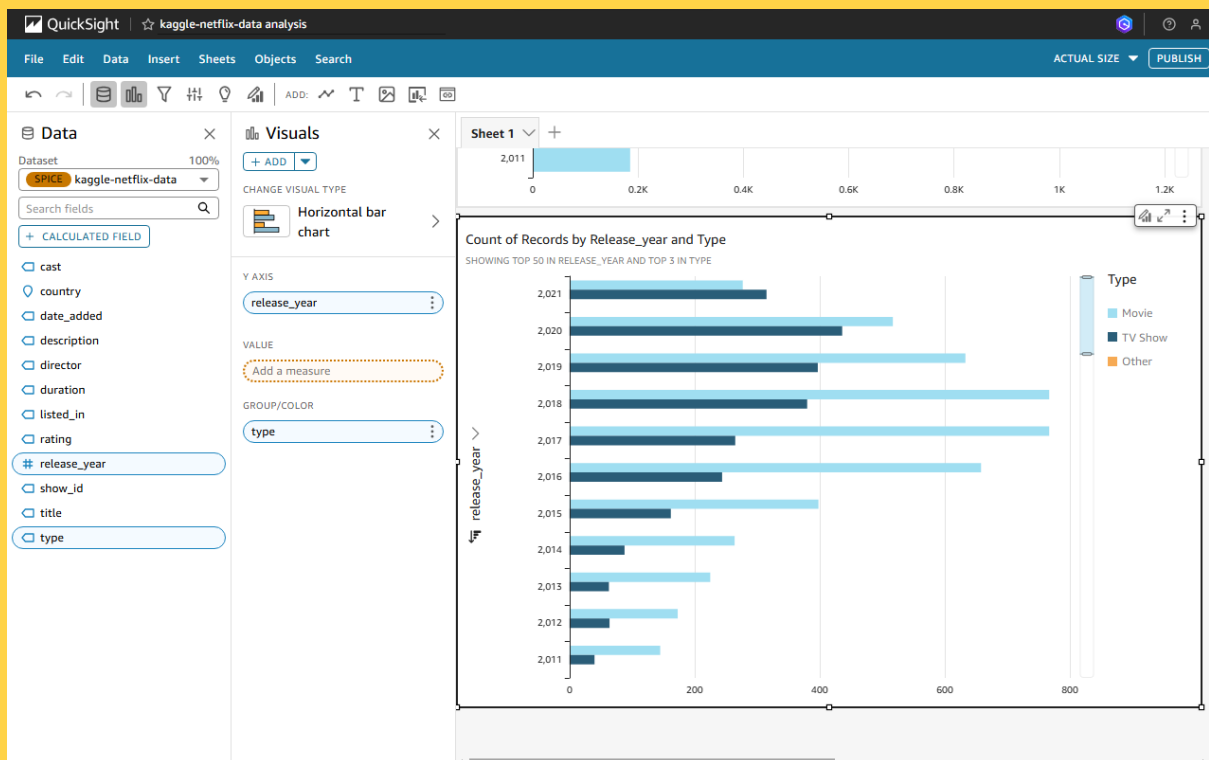 QuickSight
kaggle-netflix-data analysis
File Edit Data Insert Sheets Objects Search
ACTUAL SIZE
PUBLISH
ADD:
Data
Dataset
100%
SPICE kaggle-netflix-data
Search fields
+ CALCULATED FIELD
cast
country
date_added
description
director
duration
listed_in
rating
# release_year
show_id
title
type
Visuals
+ ADD
CHANGE VISUAL TYPE
Horizontal bar
chart
Y AXIS
release_year
VALUE
Add a measure
GROUP/COLOR
type
Sheet 1
2,011
0 0.2K 0.4K 0.6K 0.8K 1K 1.2K
Count of Records by Release_year and Type
SHOWING TOP 50 IN RELEASE_YEAR AND TOP 3 IN TYPE
release_year
2,021
2,020
2,019
2,018
2,017
2,016
2,015
2,014
2,013
2,012
2,011
0 200 400 600 800
Type
Movie
TV Show
Other